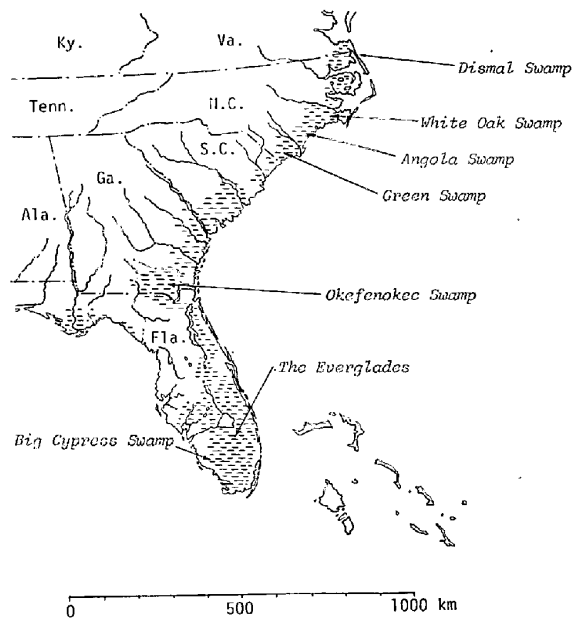 Ky.
Va.
Dismal Swamp
Tenn.
N.C.
White Oak Swamp
S.C.
Angola Swamp
Ga.
Green Swamp
Ala.
Okefenokee Swamp
Fla.
The Everglades
Big Cypress Swamp
0 500 1000 km